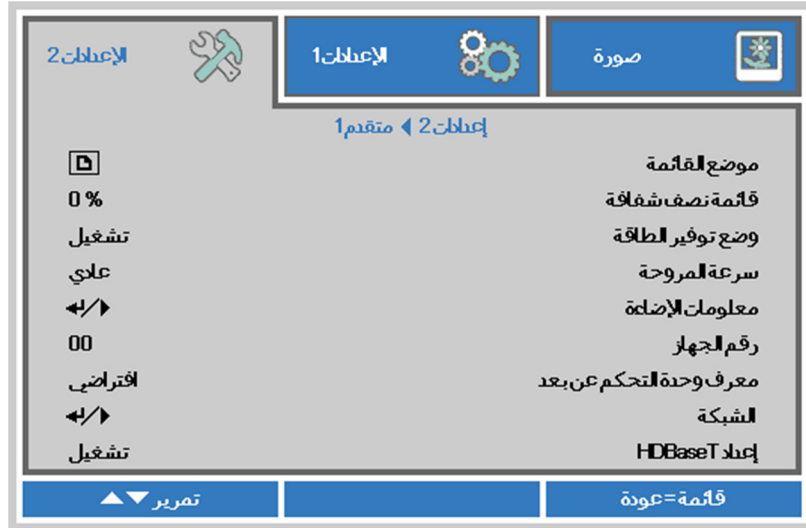 صورة
الإعدادات1
الإعدادات2
إعدادات2 متقدم1
موضع القائمة
قائمة نصف شفافة 0 %
وضع توفير الطاقة تشغيل
سرعة المروحة عادي
معلومات الإضاءة
رقم الجهاز 00
معرف وحدة التحكم عن بعد افتراضي
الشبكة
إعداد HDBaseT تشغيل
قائمة=عودة تمرير